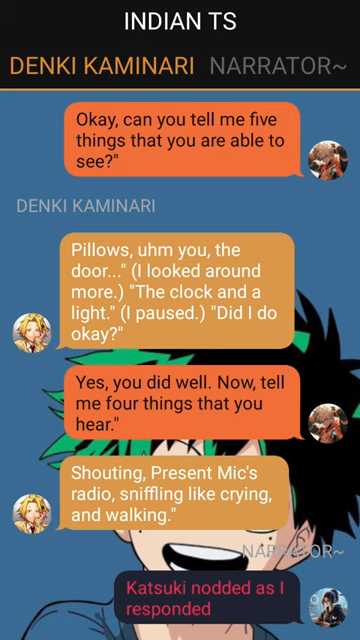 INDIAN TS
DENKI KAMINARI NARRATOR~
Okay, can you tell me five
things that you are able to
see?"
DENKI KAMINARI
Pillows, uhm you, the
door..." (I looked around
more.) "The clock and a
light." (I paused.) "Did I do
okay?"
Yes, you did well. Now, tell
me four things that you
hear."
Shouting, Present Mic's
radio, sniffling like crying,
and walking."
NARRATOR~
Katsuki nodded as I
responded